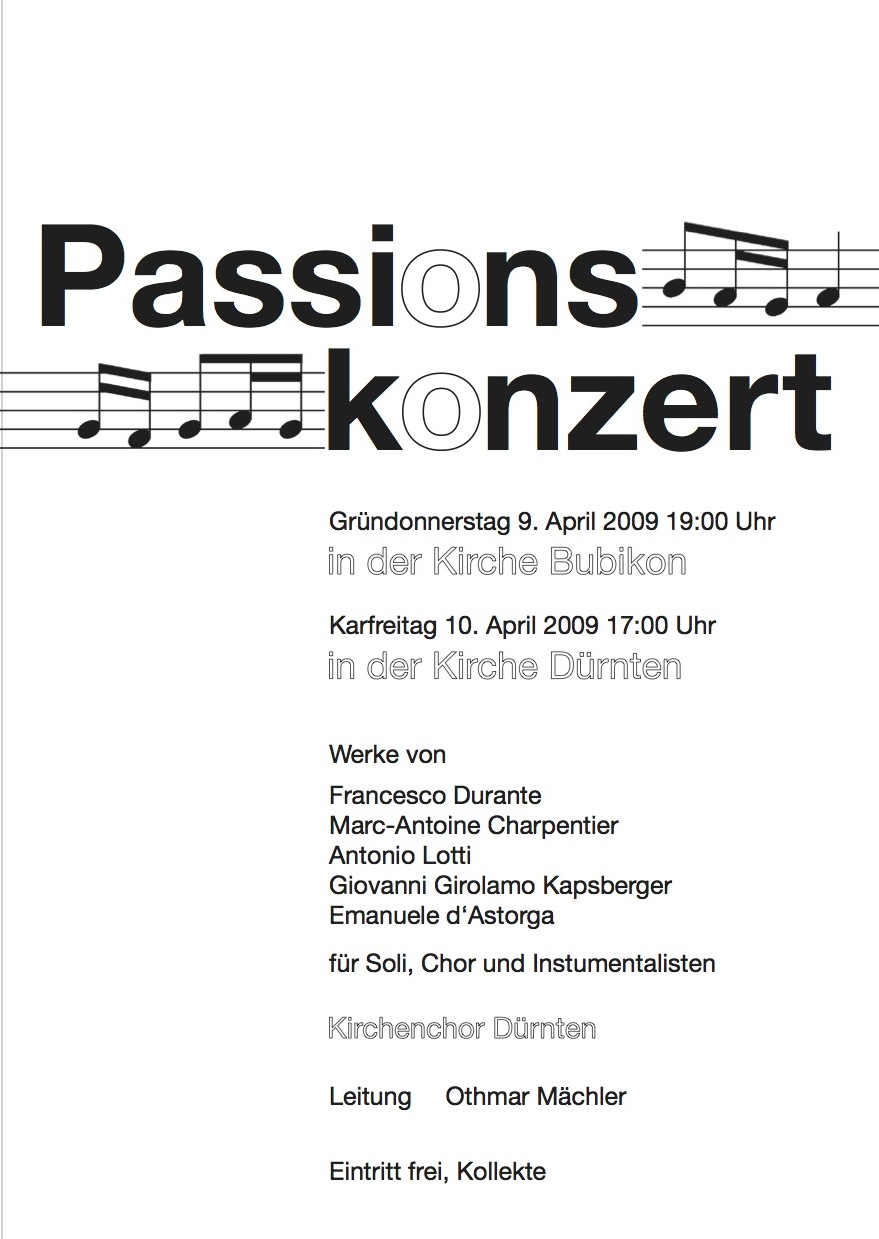 Passions
konzert
Gründonnerstag 9. April 2009 19:00 Uhr
in der Kirche Bubikon
Karfreitag 10. April 2009 17:00 Uhr
in der Kirche Dürnten
Werke von
Francesco Durante
Marc-Antoine Charpentier
Antonio Lotti
Giovanni Girolamo Kapsberger
Emanuele d‘Astorga
für Soli, Chor und Instumentalisten
Kirchenchor Dürnten
Leitung Othmar Mächler
Eintritt frei, Kollekte